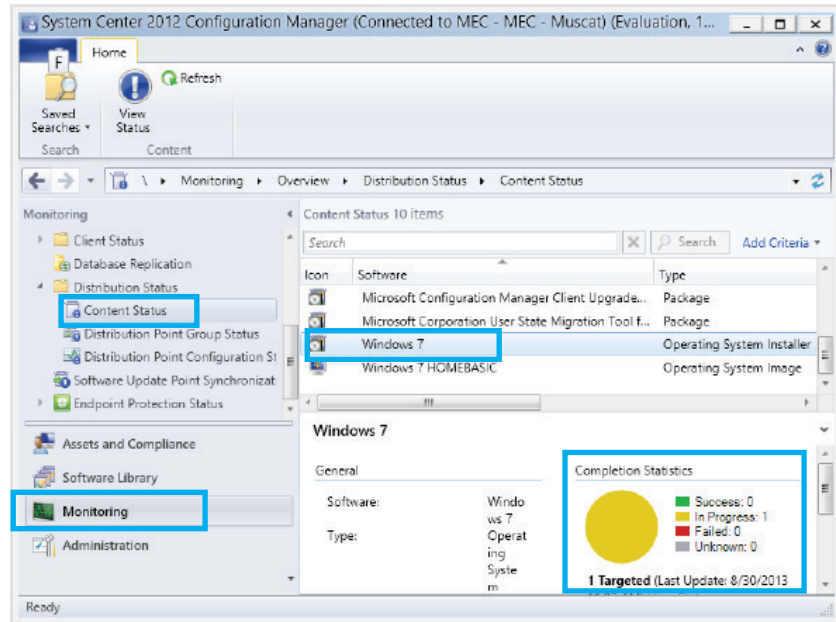 System Center 2012 Configuration Manager (Connected to MEC - MEC - Muscat) (Evaluation, 1...
F
Home
Saved Searches
View Status
Refresh
Search
Content
\ Monitoring Overview Distribution Status Content Status
Monitoring
Client Status
Database Replication
Distribution Status
Content Status
Distribution Point Group Status
Distribution Point Configuration St
Software Update Point Synchronizat
Endpoint Protection Status
Assets and Compliance
Software Library
Monitoring
Administration
Content Status 10 items
Search
Search
Add Criteria
Icon Software Type
Microsoft Configuration Manager Client Upgrade... Package
Microsoft Corporation User State Migration Tool f... Package
Windows 7 Operating System Installer
Windows 7 HOMEBASIC Operating System Image
Windows 7
General
Software: Windo
ws 7
Type: Operat
ing
Syste
m
Completion Statistics
Success: 0
In Progress: 1
Failed: 0
Unknown: 0
1 Targeted (Last Update: 8/30/2013
Ready